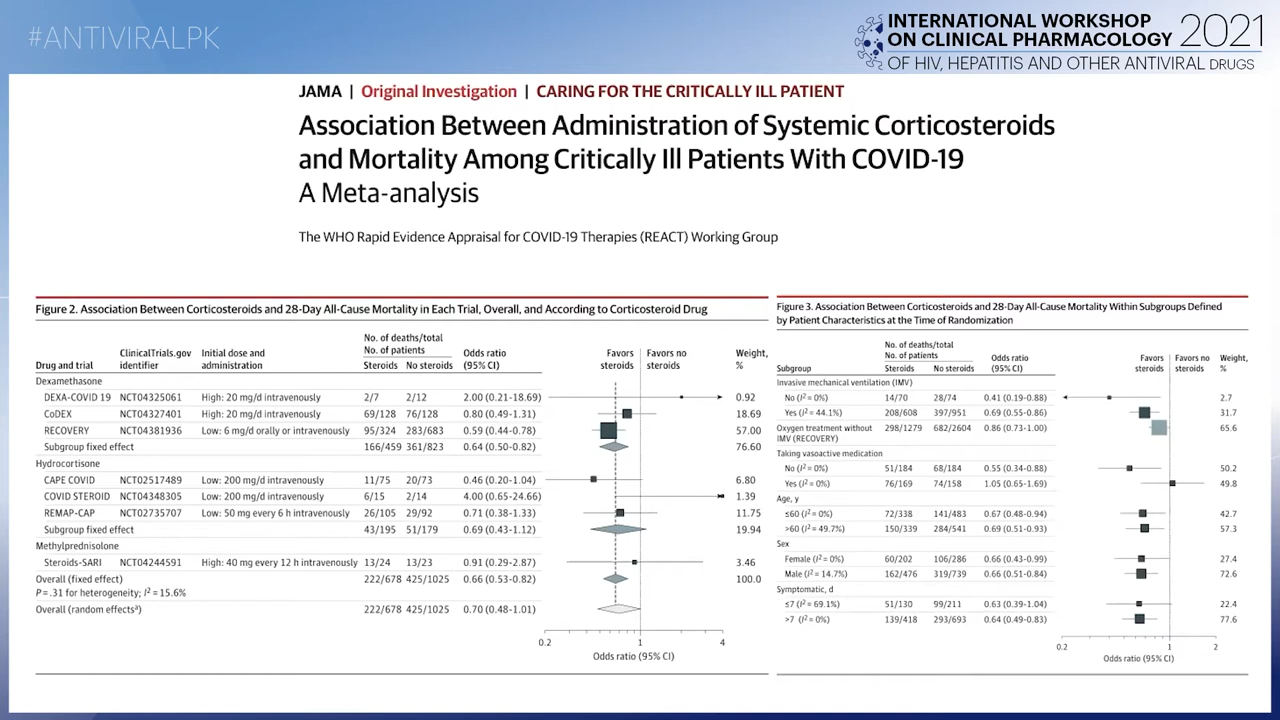 #ANTIVIRALPK
INTERNATIONAL WORKSHOP
ON CLINICAL PHARMACOLOGY 2021
OF HIV, HEPATITIS AND OTHER ANTIVIRAL DRUGS
JAMA | Original Investigation | CARING FOR THE CRITICALLY ILL PATIENT
Association Between Administration of Systemic Corticosteroids
and Mortality Among Critically Ill Patients With COVID-19
A Meta-analysis
The WHO Rapid Evidence Appraisal for COVID-19 Therapies (REACT) Working Group
Figure 2. Association Between Corticosteroids and 28-Day All-Cause Mortality in Each Trial, Overall, and According to Corticosteroid Drug
No. of deaths/total
No. of patients
Drug and trial ClinicalTrials.gov identifier Initial dose and administration Steroids No steroids Odds ratio (95% CI) Favors steroids Favors no steroids Weight, %
Dexamethasone
DEXA-COVID 19 NCT04325061 High: 20 mg/d intravenously 2/7 2/12 2.00 (0.21-18.69) 0.92
CoDEX NCT04327401 High: 20 mg/d intravenously 69/128 76/128 0.80 (0.49-1.31) 18.69
RECOVERY NCT04381936 Low: 6 mg/d orally or intravenously 95/324 283/683 0.59 (0.44-0.78) 57.00
Subgroup fixed effect 166/459 361/823 0.64 (0.50-0.82) 76.60
Hydrocortisone
CAPE COVID NCT02517489 Low: 200 mg/d intravenously 11/75 20/73 0.46 (0.20-1.04) 6.80
COVID STEROID NCT04348305 Low: 200 mg/d intravenously 6/15 2/14 4.00 (0.65-24.66) 1.39
REMAP-CAP NCT02735707 Low: 50 mg every 6 h intravenously 26/105 29/92 0.71 (0.38-1.33) 11.75
Subgroup fixed effect 43/195 51/179 0.69 (0.43-1.12) 19.94
Methylprednisolone
Steroids-SARI NCT04244591 High: 40 mg every 12 h intravenously 13/24 13/23 0.91 (0.29-2.87) 3.46
Overall (fixed effect) 222/678 425/1025 0.66 (0.53-0.82) 100.0
P = .31 for heterogeneity; I² = 15.6%
Overall (random effectsᵃ) 222/678 425/1025 0.70 (0.48-1.01)
0.2 1 4
Odds ratio (95% CI)
Figure 3. Association Between Corticosteroids and 28-Day All-Cause Mortality Within Subgroups Defined
by Patient Characteristics at the Time of Randomization
No. of deaths/total
No. of patients
Subgroup Steroids No steroids Odds ratio (95% CI) Favors steroids Favors no steroids Weight, %
Invasive mechanical ventilation (IMV)
No (I² = 0%) 14/70 28/74 0.41 (0.19-0.88) 2.7
Yes (I² = 44.1%) 208/608 397/951 0.69 (0.55-0.86) 31.7
Oxygen treatment without 298/1279 682/2604 0.86 (0.73-1.00) 65.6
IMV (RECOVERY)
Taking vasoactive medication
No (I² = 0%) 51/184 68/184 0.55 (0.34-0.88) 50.2
Yes (I² = 0%) 76/169 74/158 1.05 (0.65-1.69) 49.8
Age, y
≤60 (I² = 0%) 72/338 141/483 0.67 (0.48-0.94) 42.7
>60 (I² = 49.7%) 150/339 284/541 0.69 (0.51-0.93) 57.3
Sex
Female (I² = 0%) 60/202 106/286 0.66 (0.43-0.99) 27.4
Male (I² = 14.7%) 162/476 319/739 0.66 (0.51-0.84) 72.6
Symptomatic, d
≤7 (I² = 69.1%) 51/130 99/211 0.63 (0.39-1.04) 22.4
>7 (I² = 0%) 139/418 293/693 0.64 (0.49-0.83) 77.6
0.2 1 2
Odds ratio (95% CI)